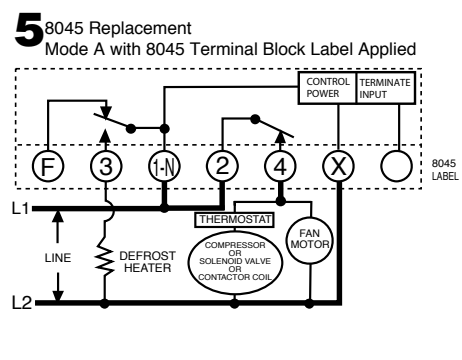 5 8045 Replacement
Mode A with 8045 Terminal Block Label Applied
CONTROL POWER
TERMINATE INPUT
F 3 1-N 2 4 X
8045
LABEL
L1
THERMOSTAT
LINE
DEFROST
HEATER
COMPRESSOR
OR
SOLENOID VALVE
OR
CONTACTOR COIL
FAN
MOTOR
L2